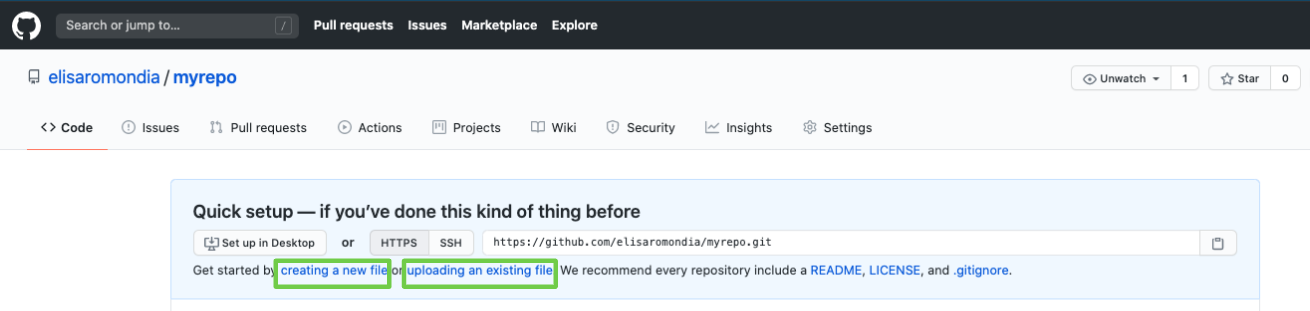 Search or jump to... / Pull requests Issues Marketplace Explore
elisaromondia / myrepo Unwatch 1 Star 0
Code Issues Pull requests Actions Projects Wiki Security Insights Settings
Quick setup — if you've done this kind of thing before
Set up in Desktop or HTTPS SSH https://github.com/elisaromondia/myrepo.git
Get started by creating a new file or uploading an existing file. We recommend every repository include a README, LICENSE, and .gitignore.